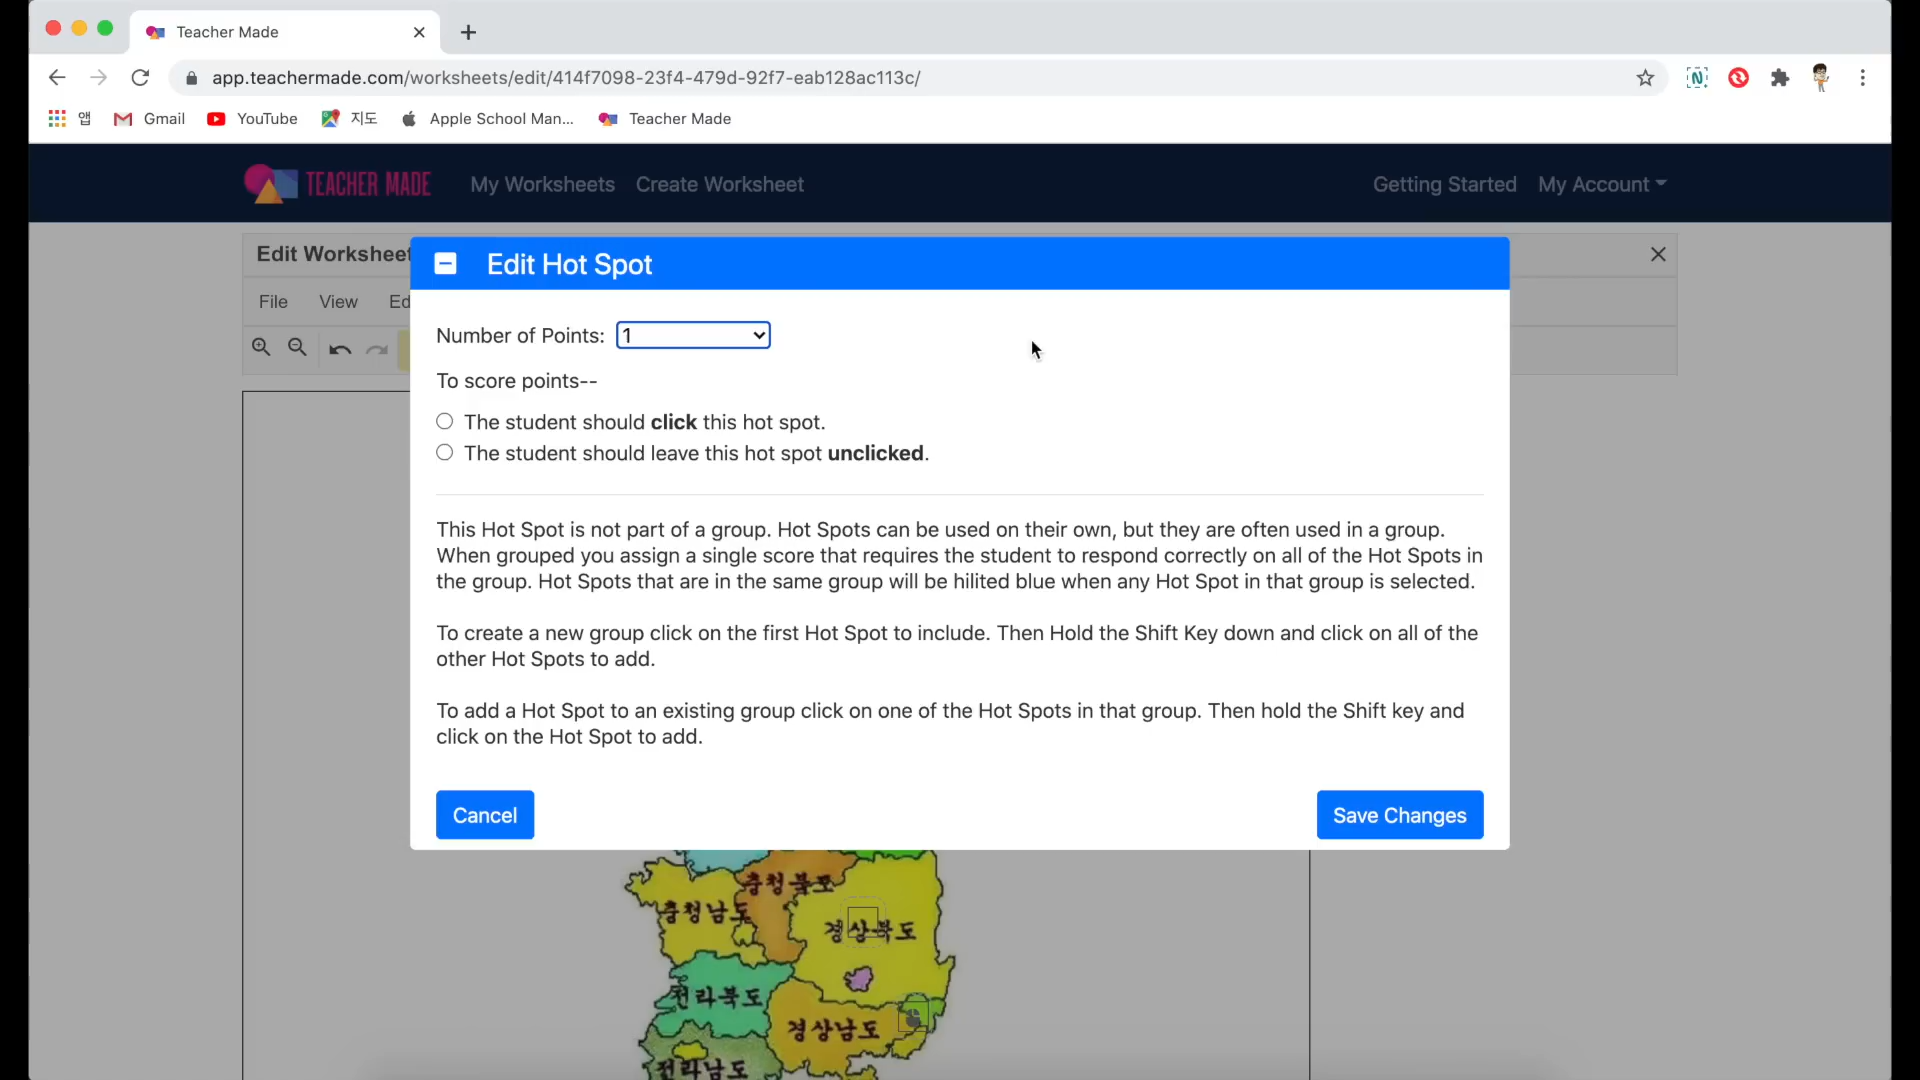 Teacher Made
app.teachermade.com/worksheets/edit/414f7098-23f4-479d-92f7-eab128ac113c/
앱 Gmail YouTube 지도 Apple School Man... Teacher Made
TEACHER MADE My Worksheets Create Worksheet Getting Started My Account
Edit Worksheet
File View Ed
Edit Hot Spot
Number of Points: 1
To score points--
The student should click this hot spot.
The student should leave this hot spot unclicked.
This Hot Spot is not part of a group. Hot Spots can be used on their own, but they are often used in a group.
When grouped you assign a single score that requires the student to respond correctly on all of the Hot Spots in
the group. Hot Spots that are in the same group will be hilited blue when any Hot Spot in that group is selected.
To create a new group click on the first Hot Spot to include. Then Hold the Shift Key down and click on all of the
other Hot Spots to add.
To add a Hot Spot to an existing group click on one of the Hot Spots in that group. Then hold the Shift key and
click on the Hot Spot to add.
Cancel Save Changes
충청북도
충청남도
경상북도
전라북도
경상남도
전라남도